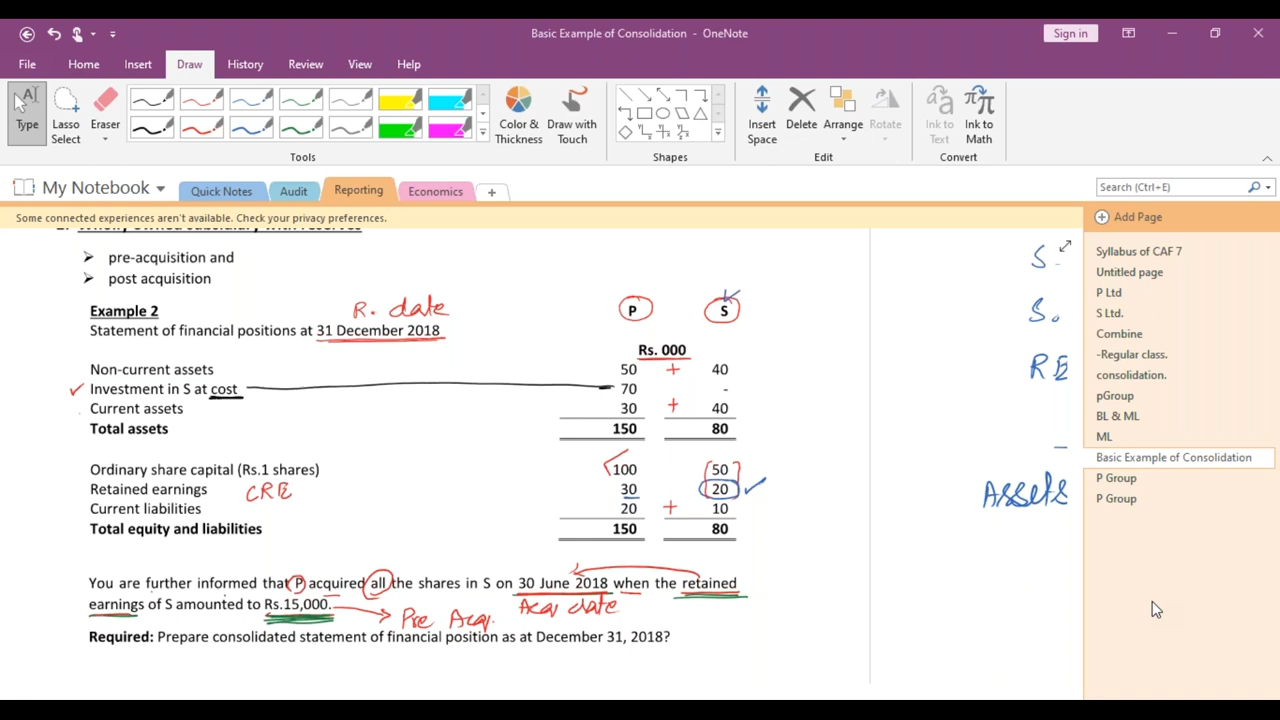 Basic Example of Consolidation - OneNote
Sign in
File Home Insert Draw History Review View Help
Type
Lasso Select
Eraser
Color & Thickness
Draw with Touch
Insert Space
Delete
Arrange
Rotate
Ink to Text
Ink to Math
Tools
Shapes
Edit
Convert
My Notebook
Quick Notes
Audit
Reporting
Economics
Search (Ctrl+E)
Some connected experiences aren't available. Check your privacy preferences.
Add Page
Syllabus of CAF 7
Untitled page
P Ltd
S Ltd.
Combine
-Regular class.
consolidation.
pGroup
BL & ML
ML
Basic Example of Consolidation
P Group
P Group
2. Wholly owned subsidiary with reserves
➢ pre-acquisition and
➢ post acquisition
Example 2 R. date P S
Statement of financial positions at 31 December 2018
Rs. 000
Non-current assets 50 + 40
Investment in S at cost 70 -
Current assets 30 + 40
Total assets 150 80
Ordinary share capital (Rs.1 shares) 100 50
Retained earnings CRE 30 20
Current liabilities 20 + 10
Total equity and liabilities 150 80
You are further informed that P acquired all the shares in S on 30 June 2018 when the retained
earnings of S amounted to Rs.15,000. Pre Acq. Acq date
Required: Prepare consolidated statement of financial position as at December 31, 2018?
S
S.
RE
Assets